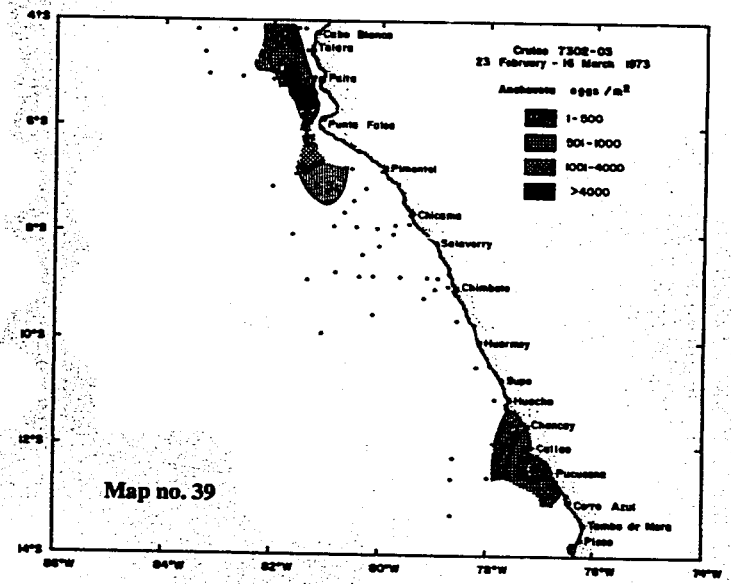 4°S
Cabo Blanco
Talara
Cruise 7302-03
23 February - 16 March 1973
Paita
Anchoveta eggs /m²
1-500
6°S
Punta Falsa
501-1000
1001-4000
Pimentel
>4000
Chicama
8°S
Salaverry
Chimbote
10°S
Huarmey
Supe
Huacho
Chancay
12°S
Callao
Pucusana
Map no. 39
Cerro Azul
Tambo de Mora
Pisco
14°S
86°W
84°W
82°W
80°W
78°W
76°W
74°W